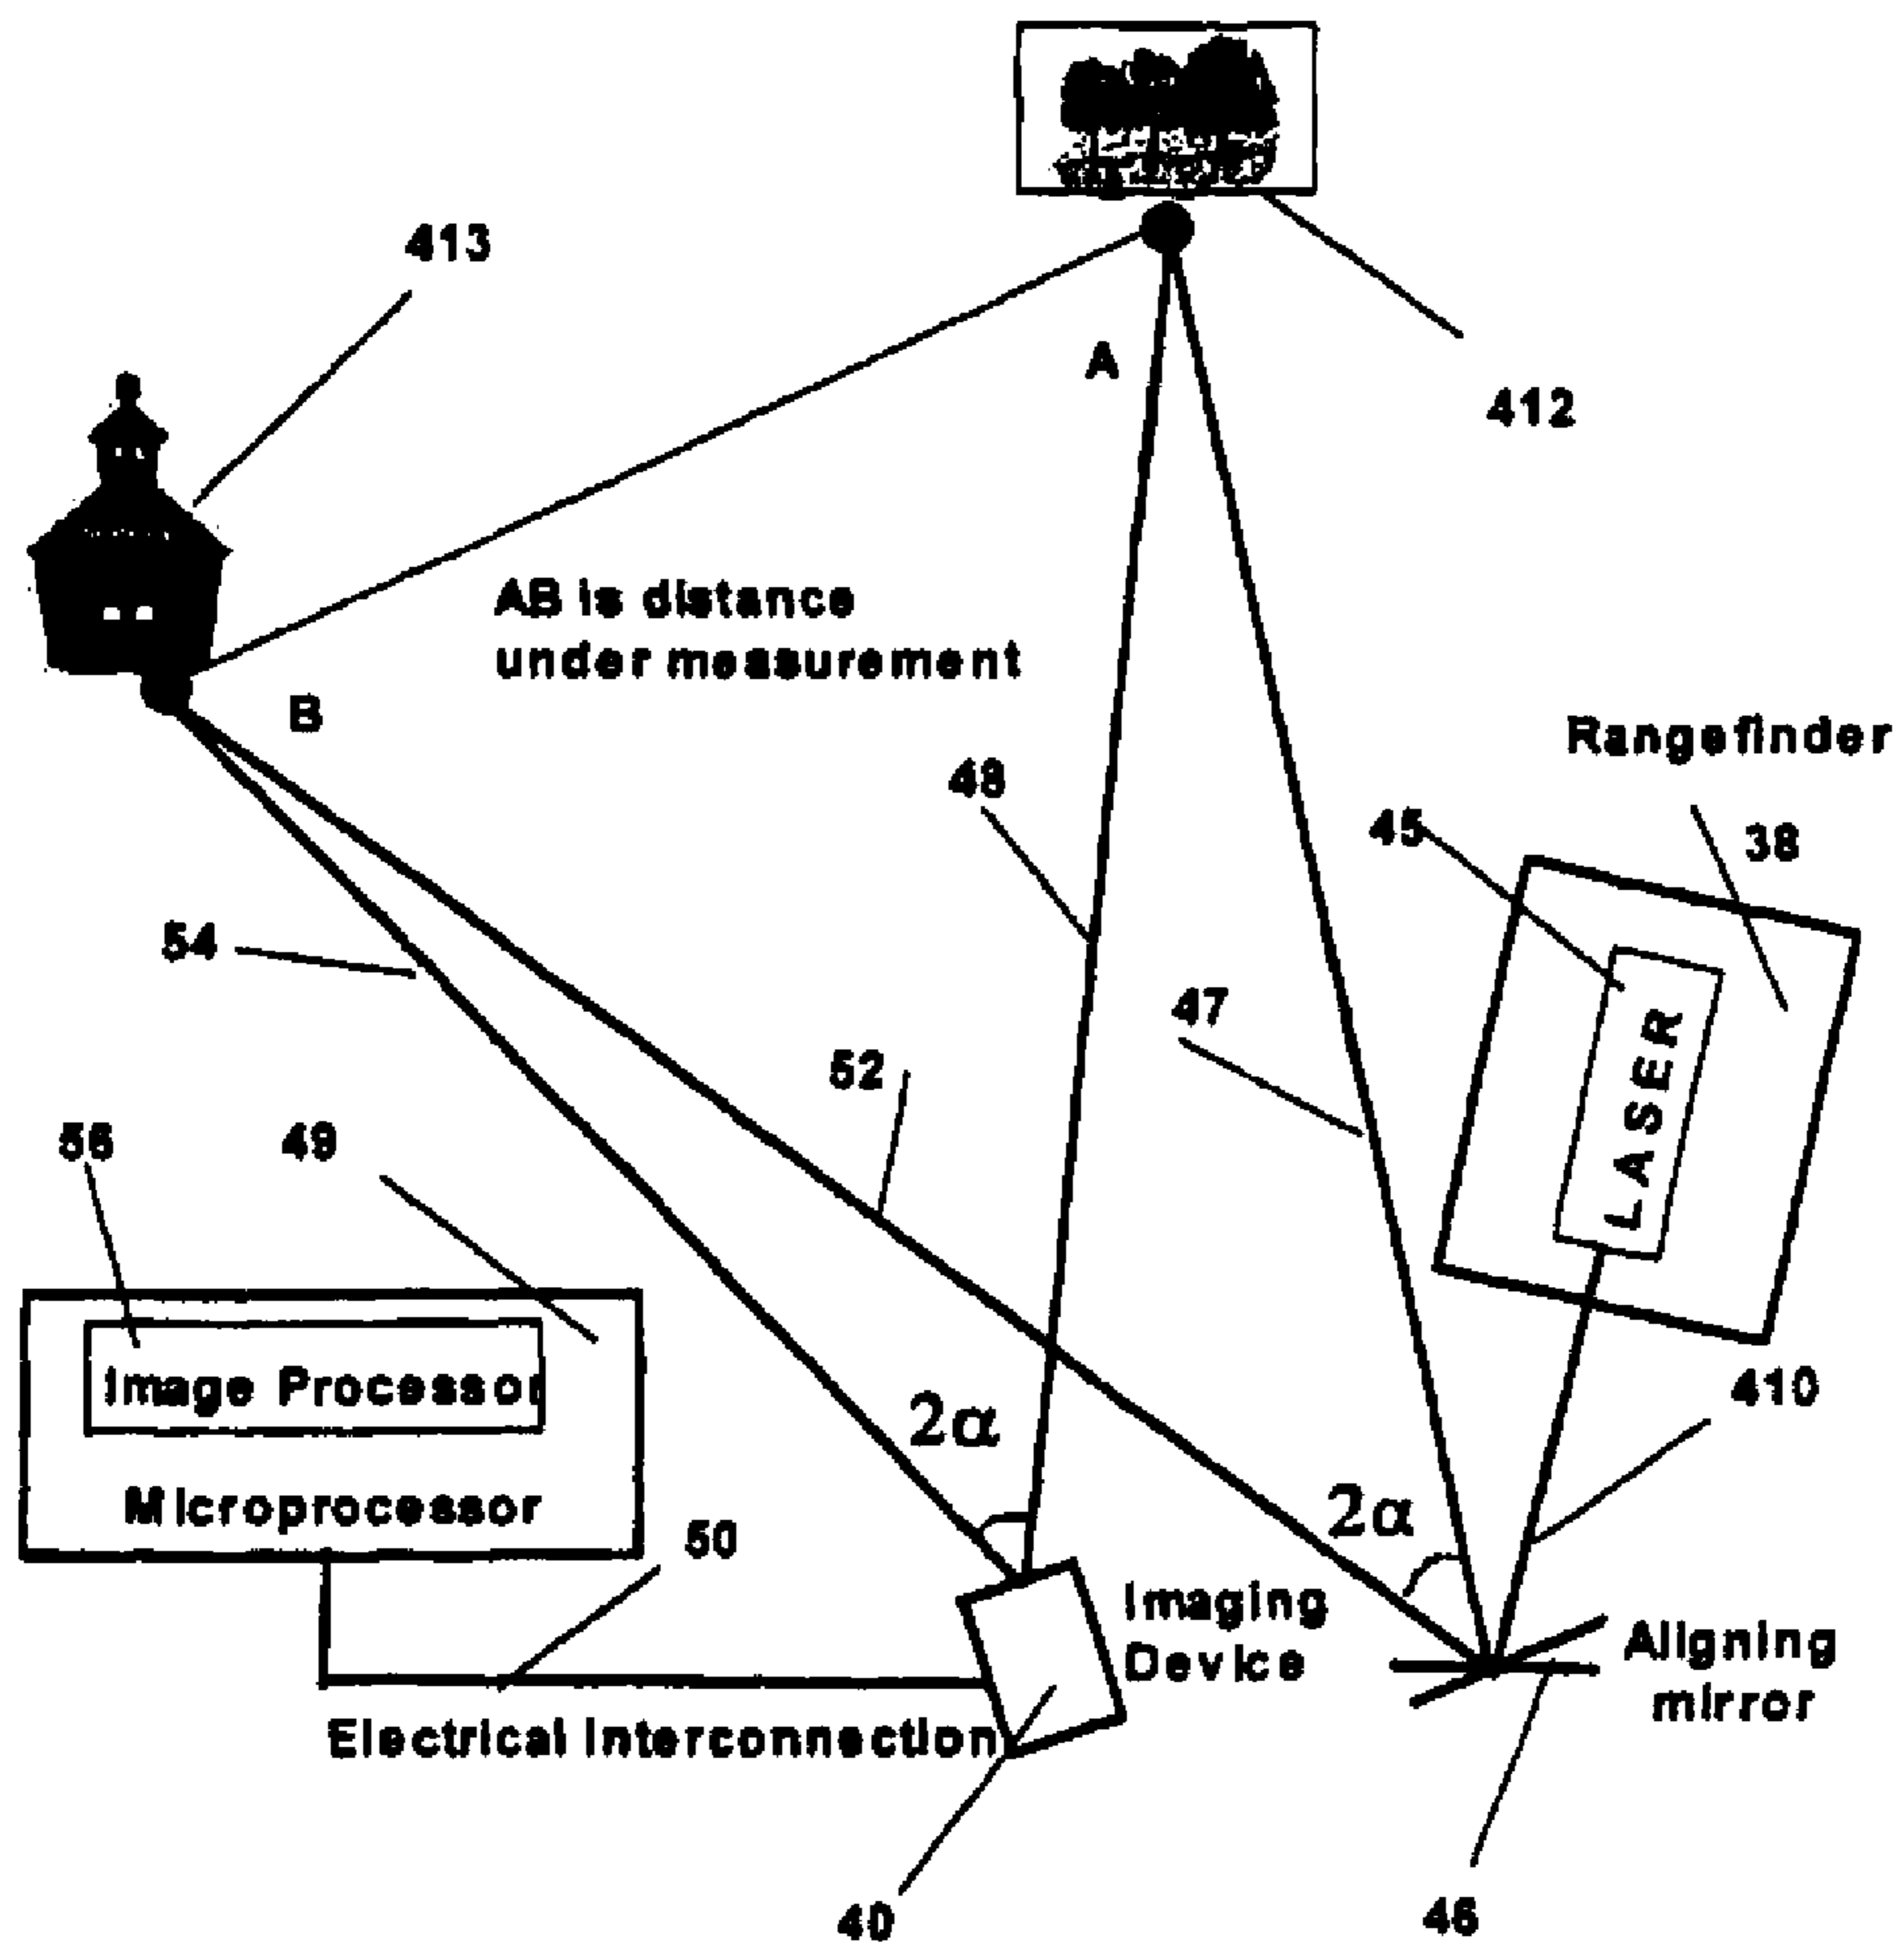 413
A
412
AB is distance
under measurement
B
48
Rangefinder
45
38
54
47
52
LASER
49
410
Image Processor
2α
2α
Microprocessor
50
Imaging
Device
Aligning
mirror
Electrical Interconnection
40
46